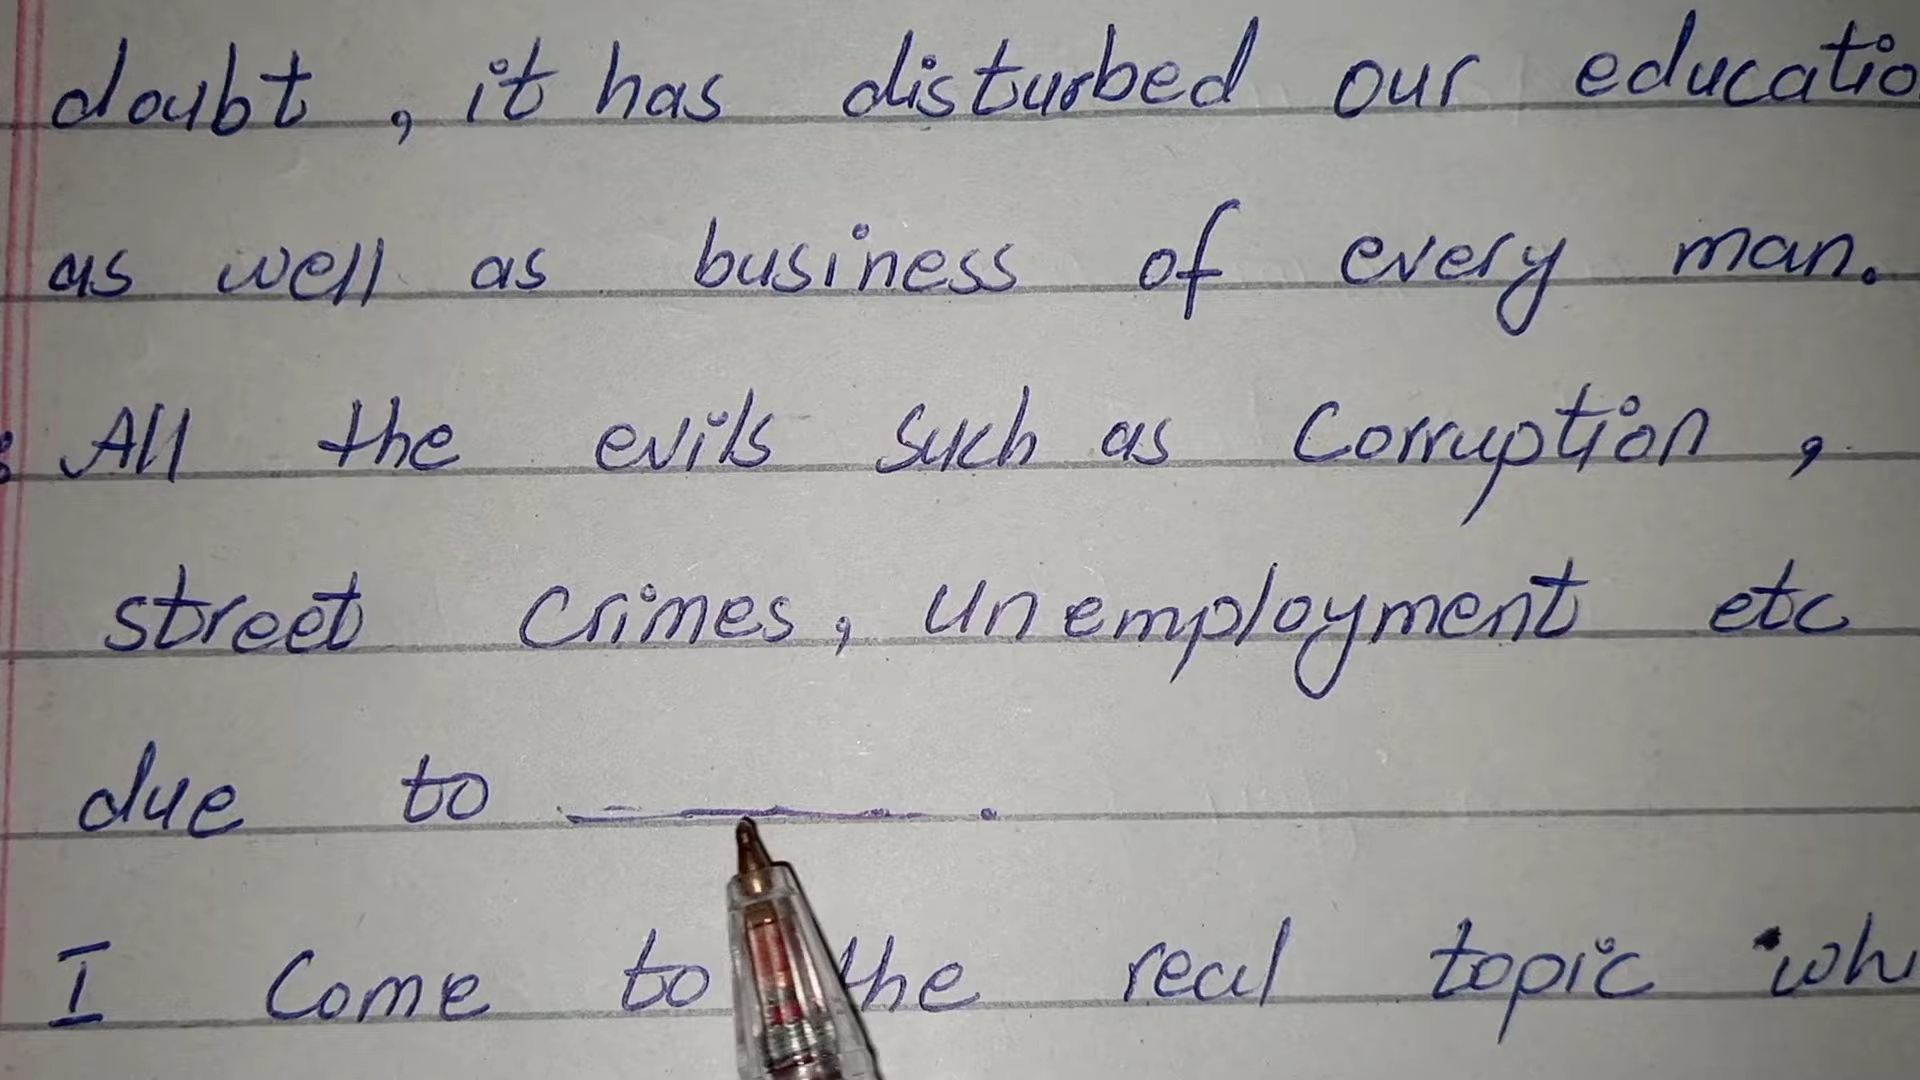 doubt , it has disturbed our educatio
as well as business of every man.
All the evils such as Corruption ,
street Crimes , unemployment etc
due to ____ .
I Come to the real topic wh